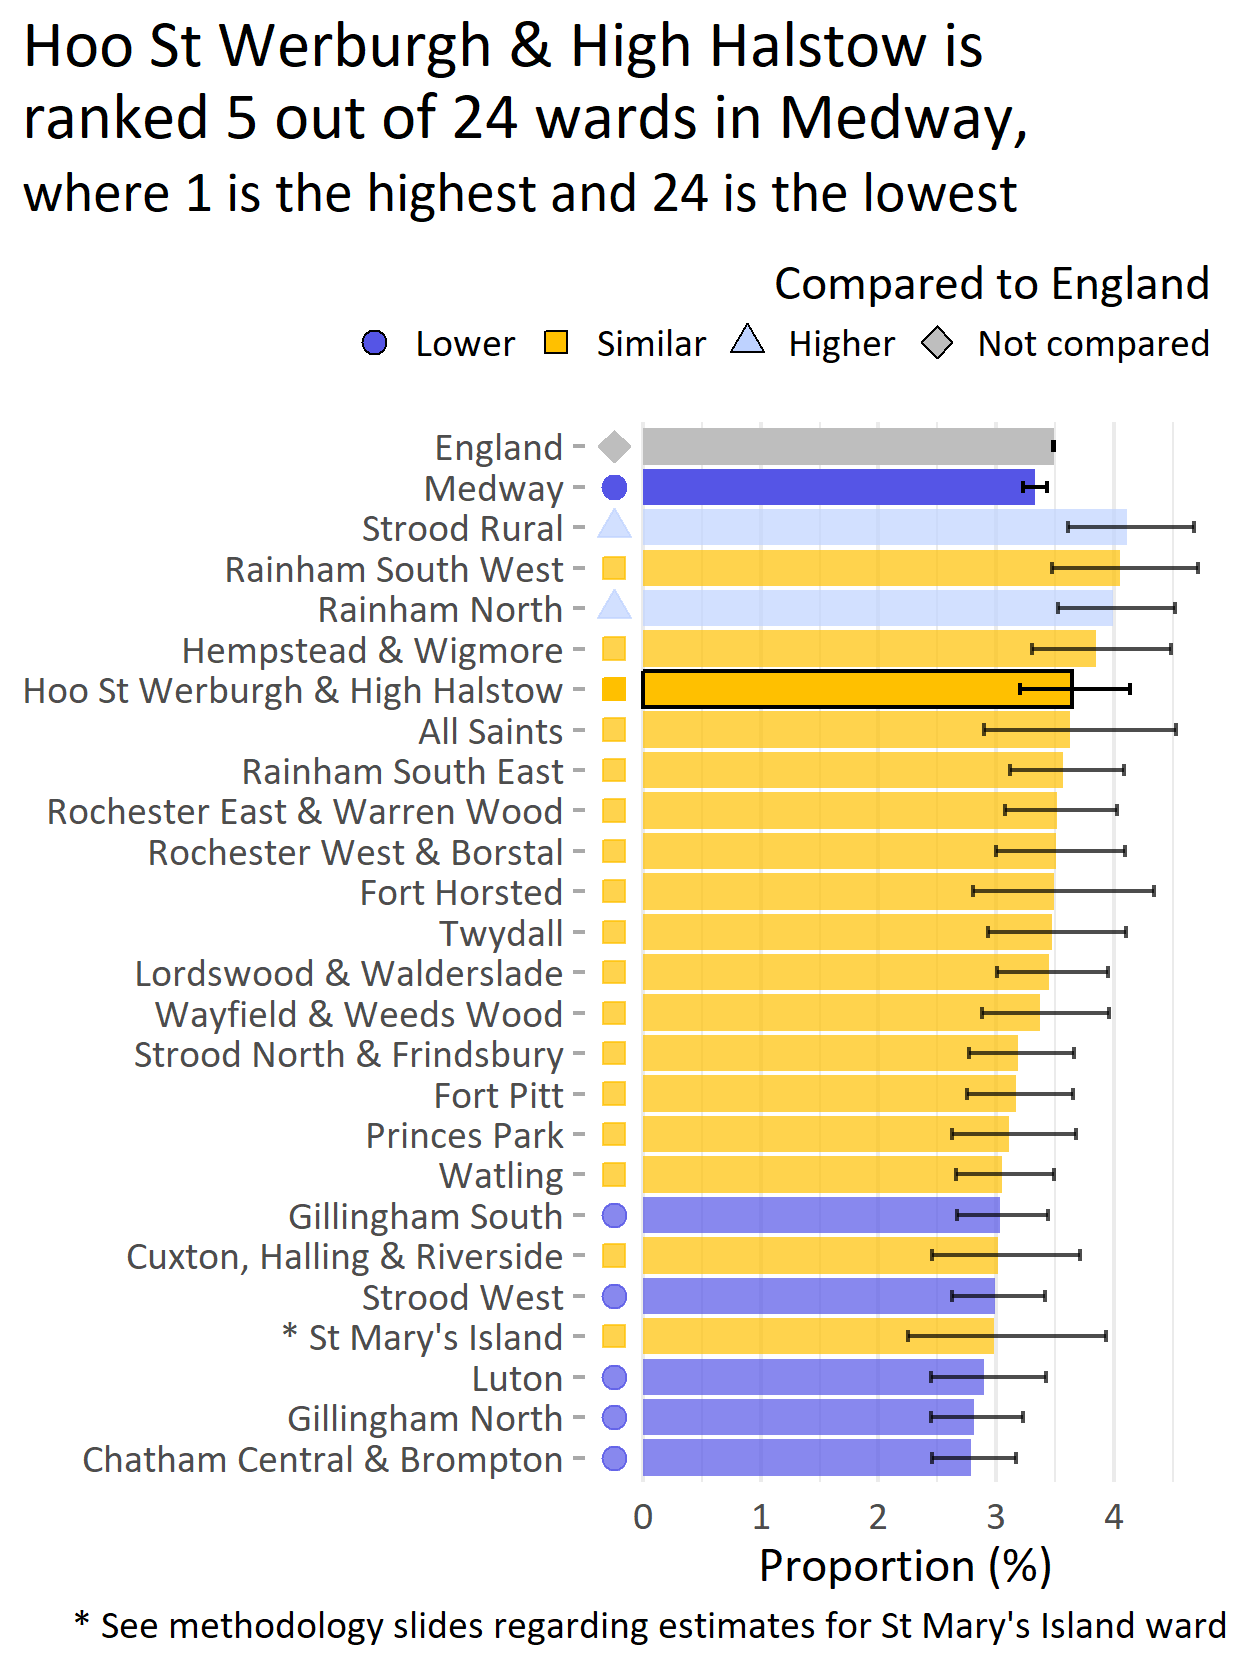 Hoo St Werburgh & High Halstow is
ranked 5 out of 24 wards in Medway,
where 1 is the highest and 24 is the lowest
Compared to England
Lower Similar Higher Not compared
England
Medway
Strood Rural
Rainham South West
Rainham North
Hempstead & Wigmore
Hoo St Werburgh & High Halstow
All Saints
Rainham South East
Rochester East & Warren Wood
Rochester West & Borstal
Fort Horsted
Twydall
Lordswood & Walderslade
Wayfield & Weeds Wood
Strood North & Frindsbury
Fort Pitt
Princes Park
Watling
Gillingham South
Cuxton, Halling & Riverside
Strood West
* St Mary's Island
Luton
Gillingham North
Chatham Central & Brompton
0 1 2 3 4
Proportion (%)
* See methodology slides regarding estimates for St Mary's Island ward